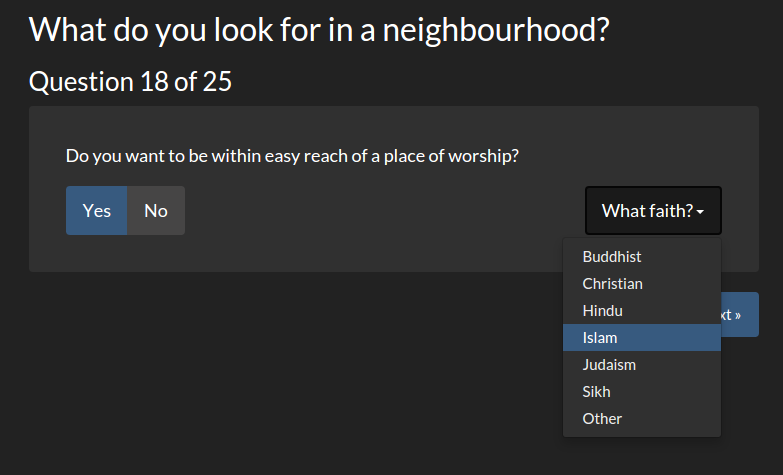 What do you look for in a neighbourhood?
Question 18 of 25
Do you want to be within easy reach of a place of worship?
Yes No What faith?
Buddhist
Christian
Hindu
Islam
Judaism
Sikh
Other
»